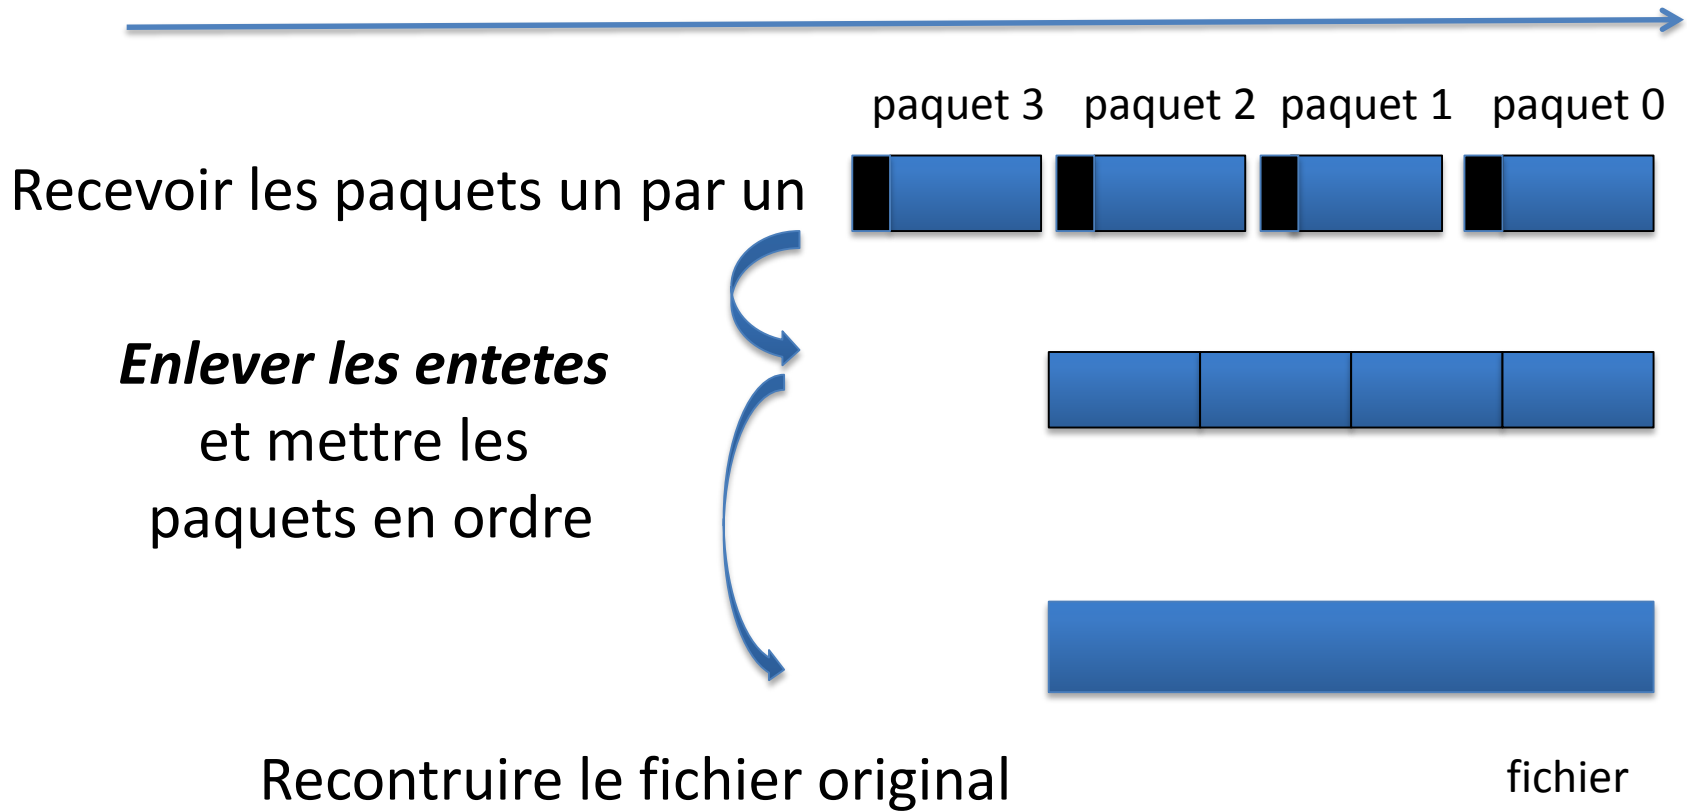 paquet 3 paquet 2 paquet 1 paquet 0
Recevoir les paquets un par un
Enlever les entetes
et mettre les
paquets en ordre
Recontruire le fichier original
fichier